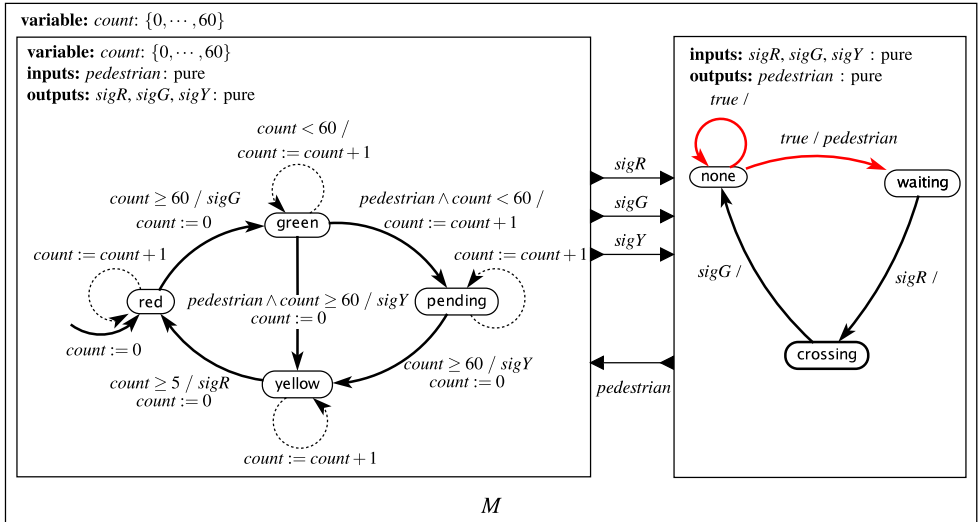 variable: count: {0,⋯,60}
variable: count: {0,⋯,60}
inputs: pedestrian: pure
outputs: sigR, sigG, sigY: pure
count < 60 /
count := count + 1
count ≥ 60 / sigG
count := 0
pedestrian ∧ count < 60 /
count := count + 1
green
count := count + 1
count := count + 1
red
pedestrian ∧ count ≥ 60 / sigY
count := 0
pending
count := 0
count ≥ 60 / sigY
count := 0
count ≥ 5 / sigR
count := 0
yellow
count := count + 1
sigR
sigG
sigY
pedestrian
inputs: sigR, sigG, sigY : pure
outputs: pedestrian : pure
true /
true / pedestrian
none
waiting
sigG /
sigR /
crossing
M